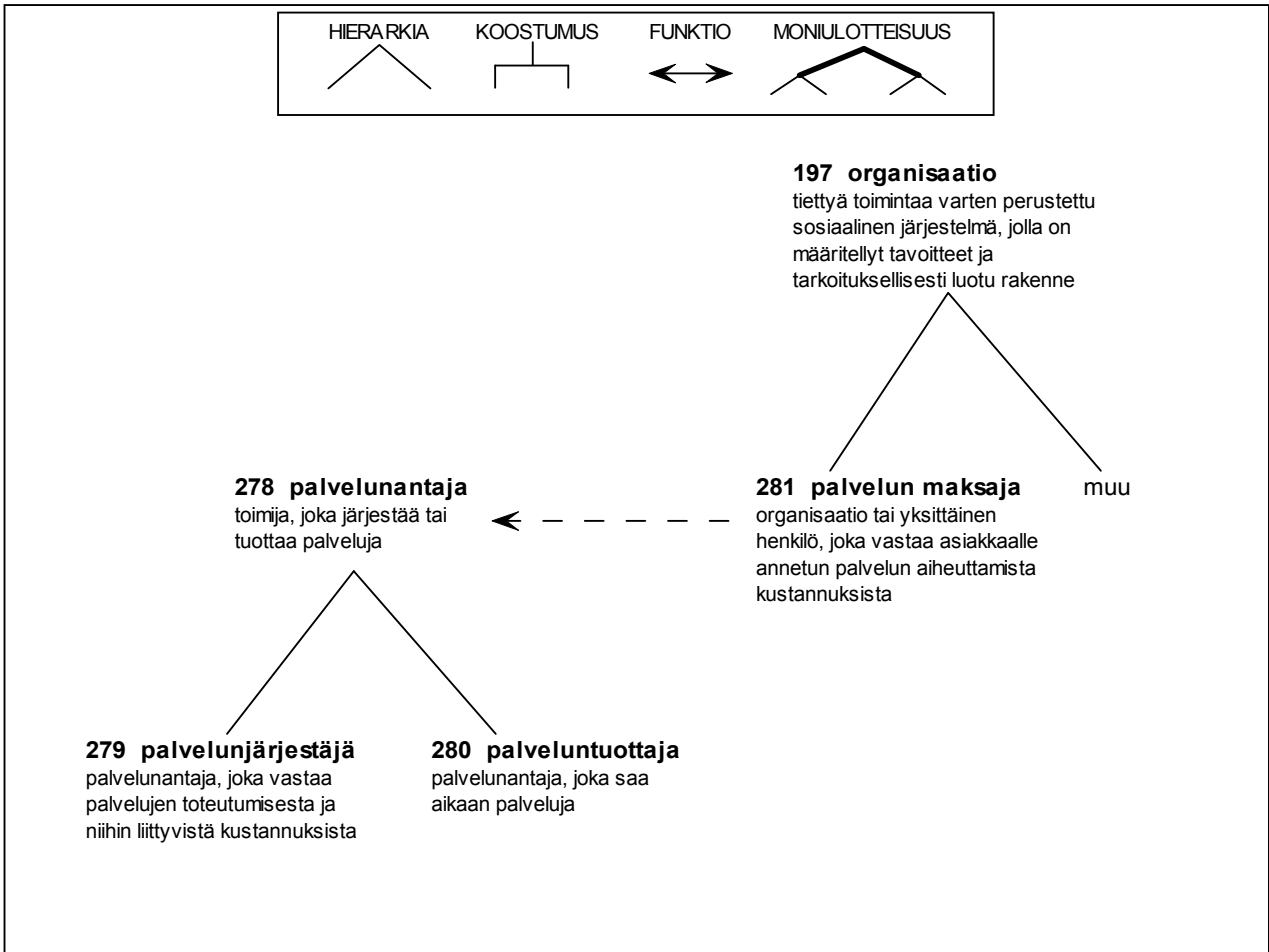 HIERARKIA KOOSTUMUS FUNKTIO MONIULOTTEISUUS
197 organisaatio
tiettyä toimintaa varten perustettu
sosiaalinen järjestelmä, jolla on
määritellyt tavoitteet ja
tarkoituksellisesti luotu rakenne
278 palvelunantaja
toimija, joka järjestää tai
tuottaa palveluja
281 palvelun maksaja
organisaatio tai yksittäinen
henkilö, joka vastaa asiakkaalle
annetun palvelun aiheuttamista
kustannuksista
muu
279 palvelunjärjestäjä
palvelunantaja, joka vastaa
palvelujen toteutumisesta ja
niihin liittyvistä kustannuksista
280 palveluntuottaja
palvelunantaja, joka saa
aikaan palveluja